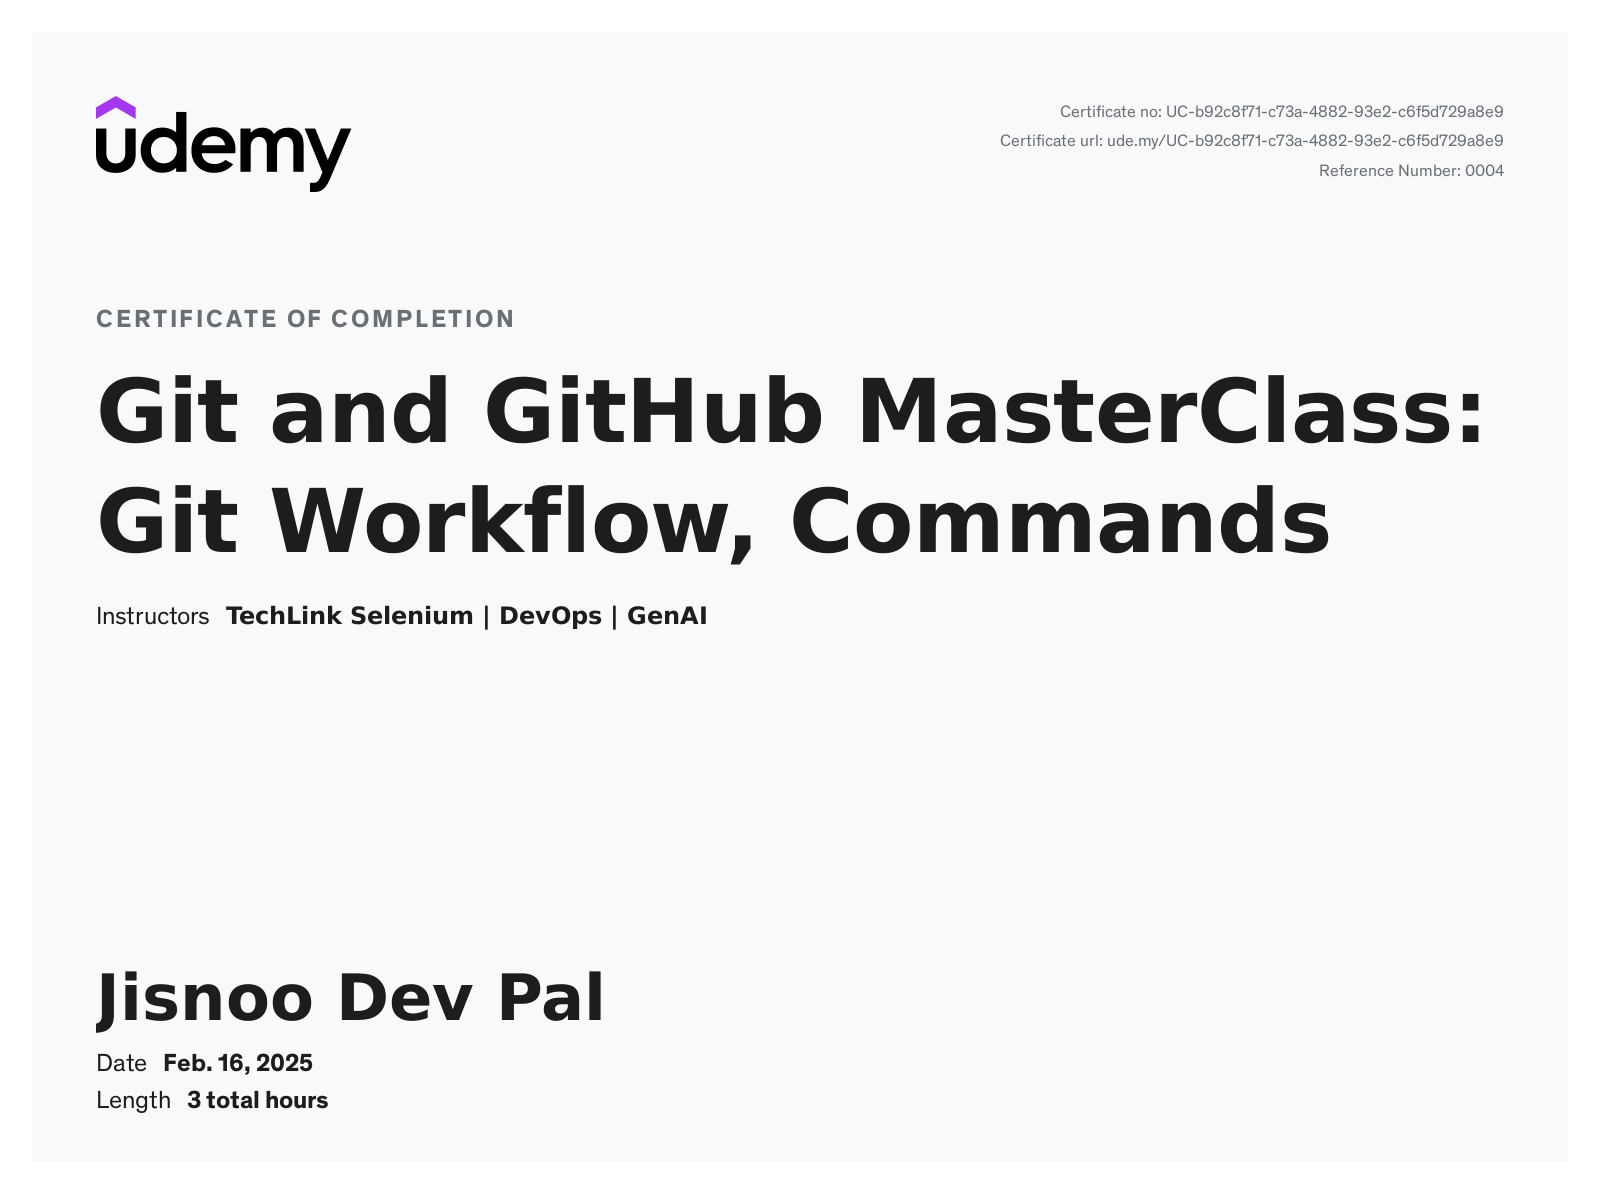 udemy
Certificate no: UC-b92c8f71-c73a-4882-93e2-c6f5d729a8e9
Certificate url: ude.my/UC-b92c8f71-c73a-4882-93e2-c6f5d729a8e9
Reference Number: 0004
CERTIFICATE OF COMPLETION
Git and GitHub MasterClass:
Git Workflow, Commands
Instructors TechLink Selenium | DevOps | GenAI
Jisnoo Dev Pal
Date Feb. 16, 2025
Length 3 total hours